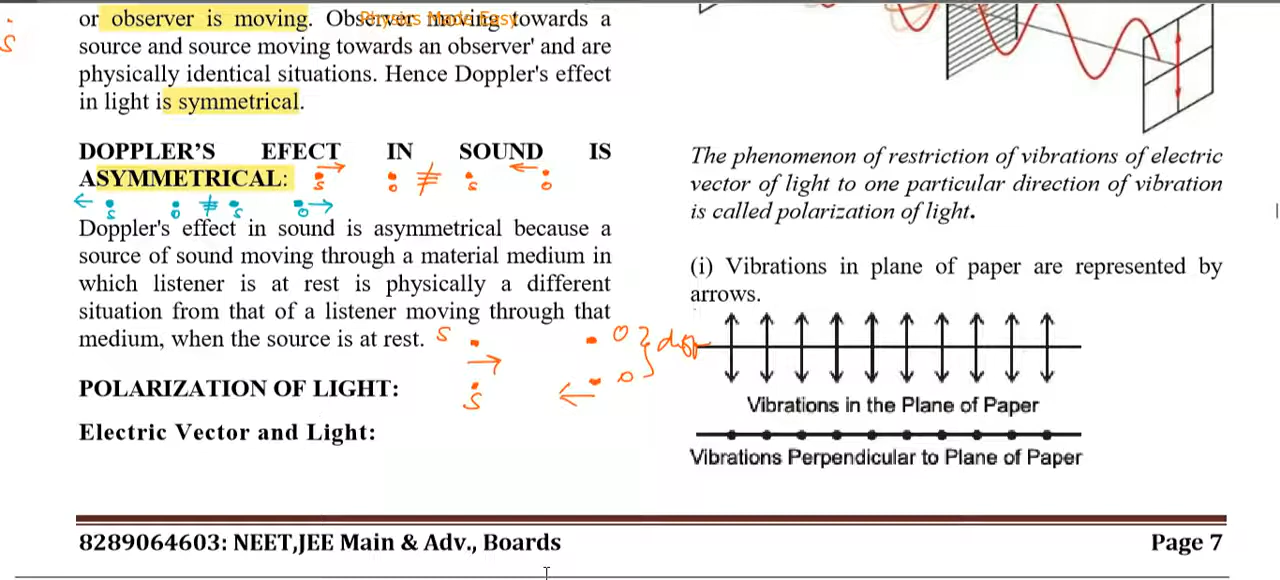 or observer is moving. Observer moving towards a
Physics Made Easy
source and source moving towards an observer' and are
physically identical situations. Hence Doppler's effect
in light is symmetrical.
S
DOPPLER'S EFECT IN SOUND IS
ASYMMETRICAL:
S O ≠ S O
S O ≠ S O
Doppler's effect in sound is asymmetrical because a
source of sound moving through a material medium in
which listener is at rest is physically a different
situation from that of a listener moving through that
medium, when the source is at rest.
S O
S O
POLARIZATION OF LIGHT:
Electric Vector and Light:
The phenomenon of restriction of vibrations of electric
vector of light to one particular direction of vibration
is called polarization of light.
(i) Vibrations in plane of paper are represented by
arrows.
Vibrations in the Plane of Paper
Vibrations Perpendicular to Plane of Paper
8289064603: NEET,JEE Main & Adv., Boards
Page 7